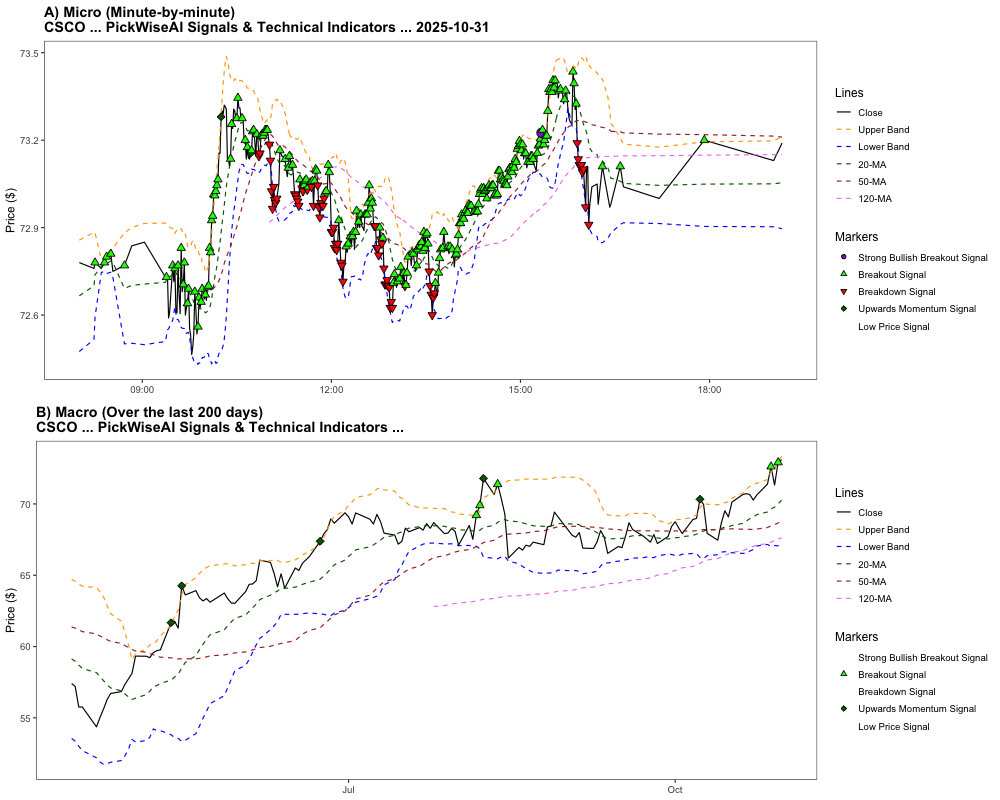 A) Micro (Minute-by-minute)
CSCO ... PickWiseAI Signals & Technical Indicators ... 2025-10-31
Price ($)
73.5
73.2
72.9
72.6
09:00
12:00
15:00
18:00
Lines
Close
Upper Band
Lower Band
20-MA
50-MA
120-MA
Markers
Strong Bullish Breakout Signal
Breakout Signal
Breakdown Signal
Upwards Momentum Signal
Low Price Signal
B) Macro (Over the last 200 days)
CSCO ... PickWiseAI Signals & Technical Indicators ...
Price ($)
70
65
60
55
Jul
Oct
Lines
Close
Upper Band
Lower Band
20-MA
50-MA
120-MA
Markers
Strong Bullish Breakout Signal
Breakout Signal
Breakdown Signal
Upwards Momentum Signal
Low Price Signal